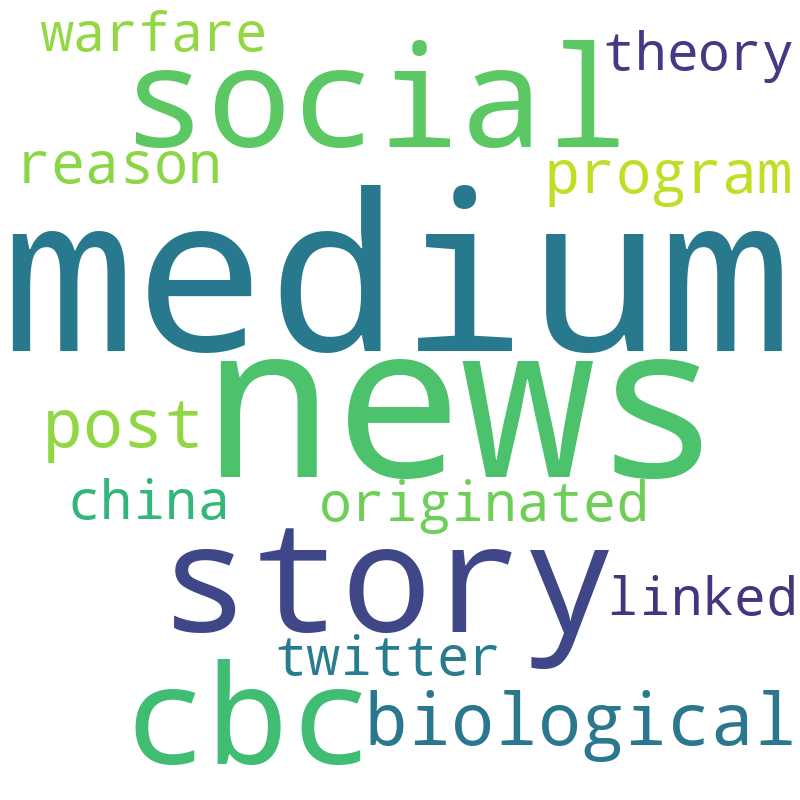 warfare
social
theory
reason
program
medium
news
post
china
originated
story
linked
twitter
cbc
biological